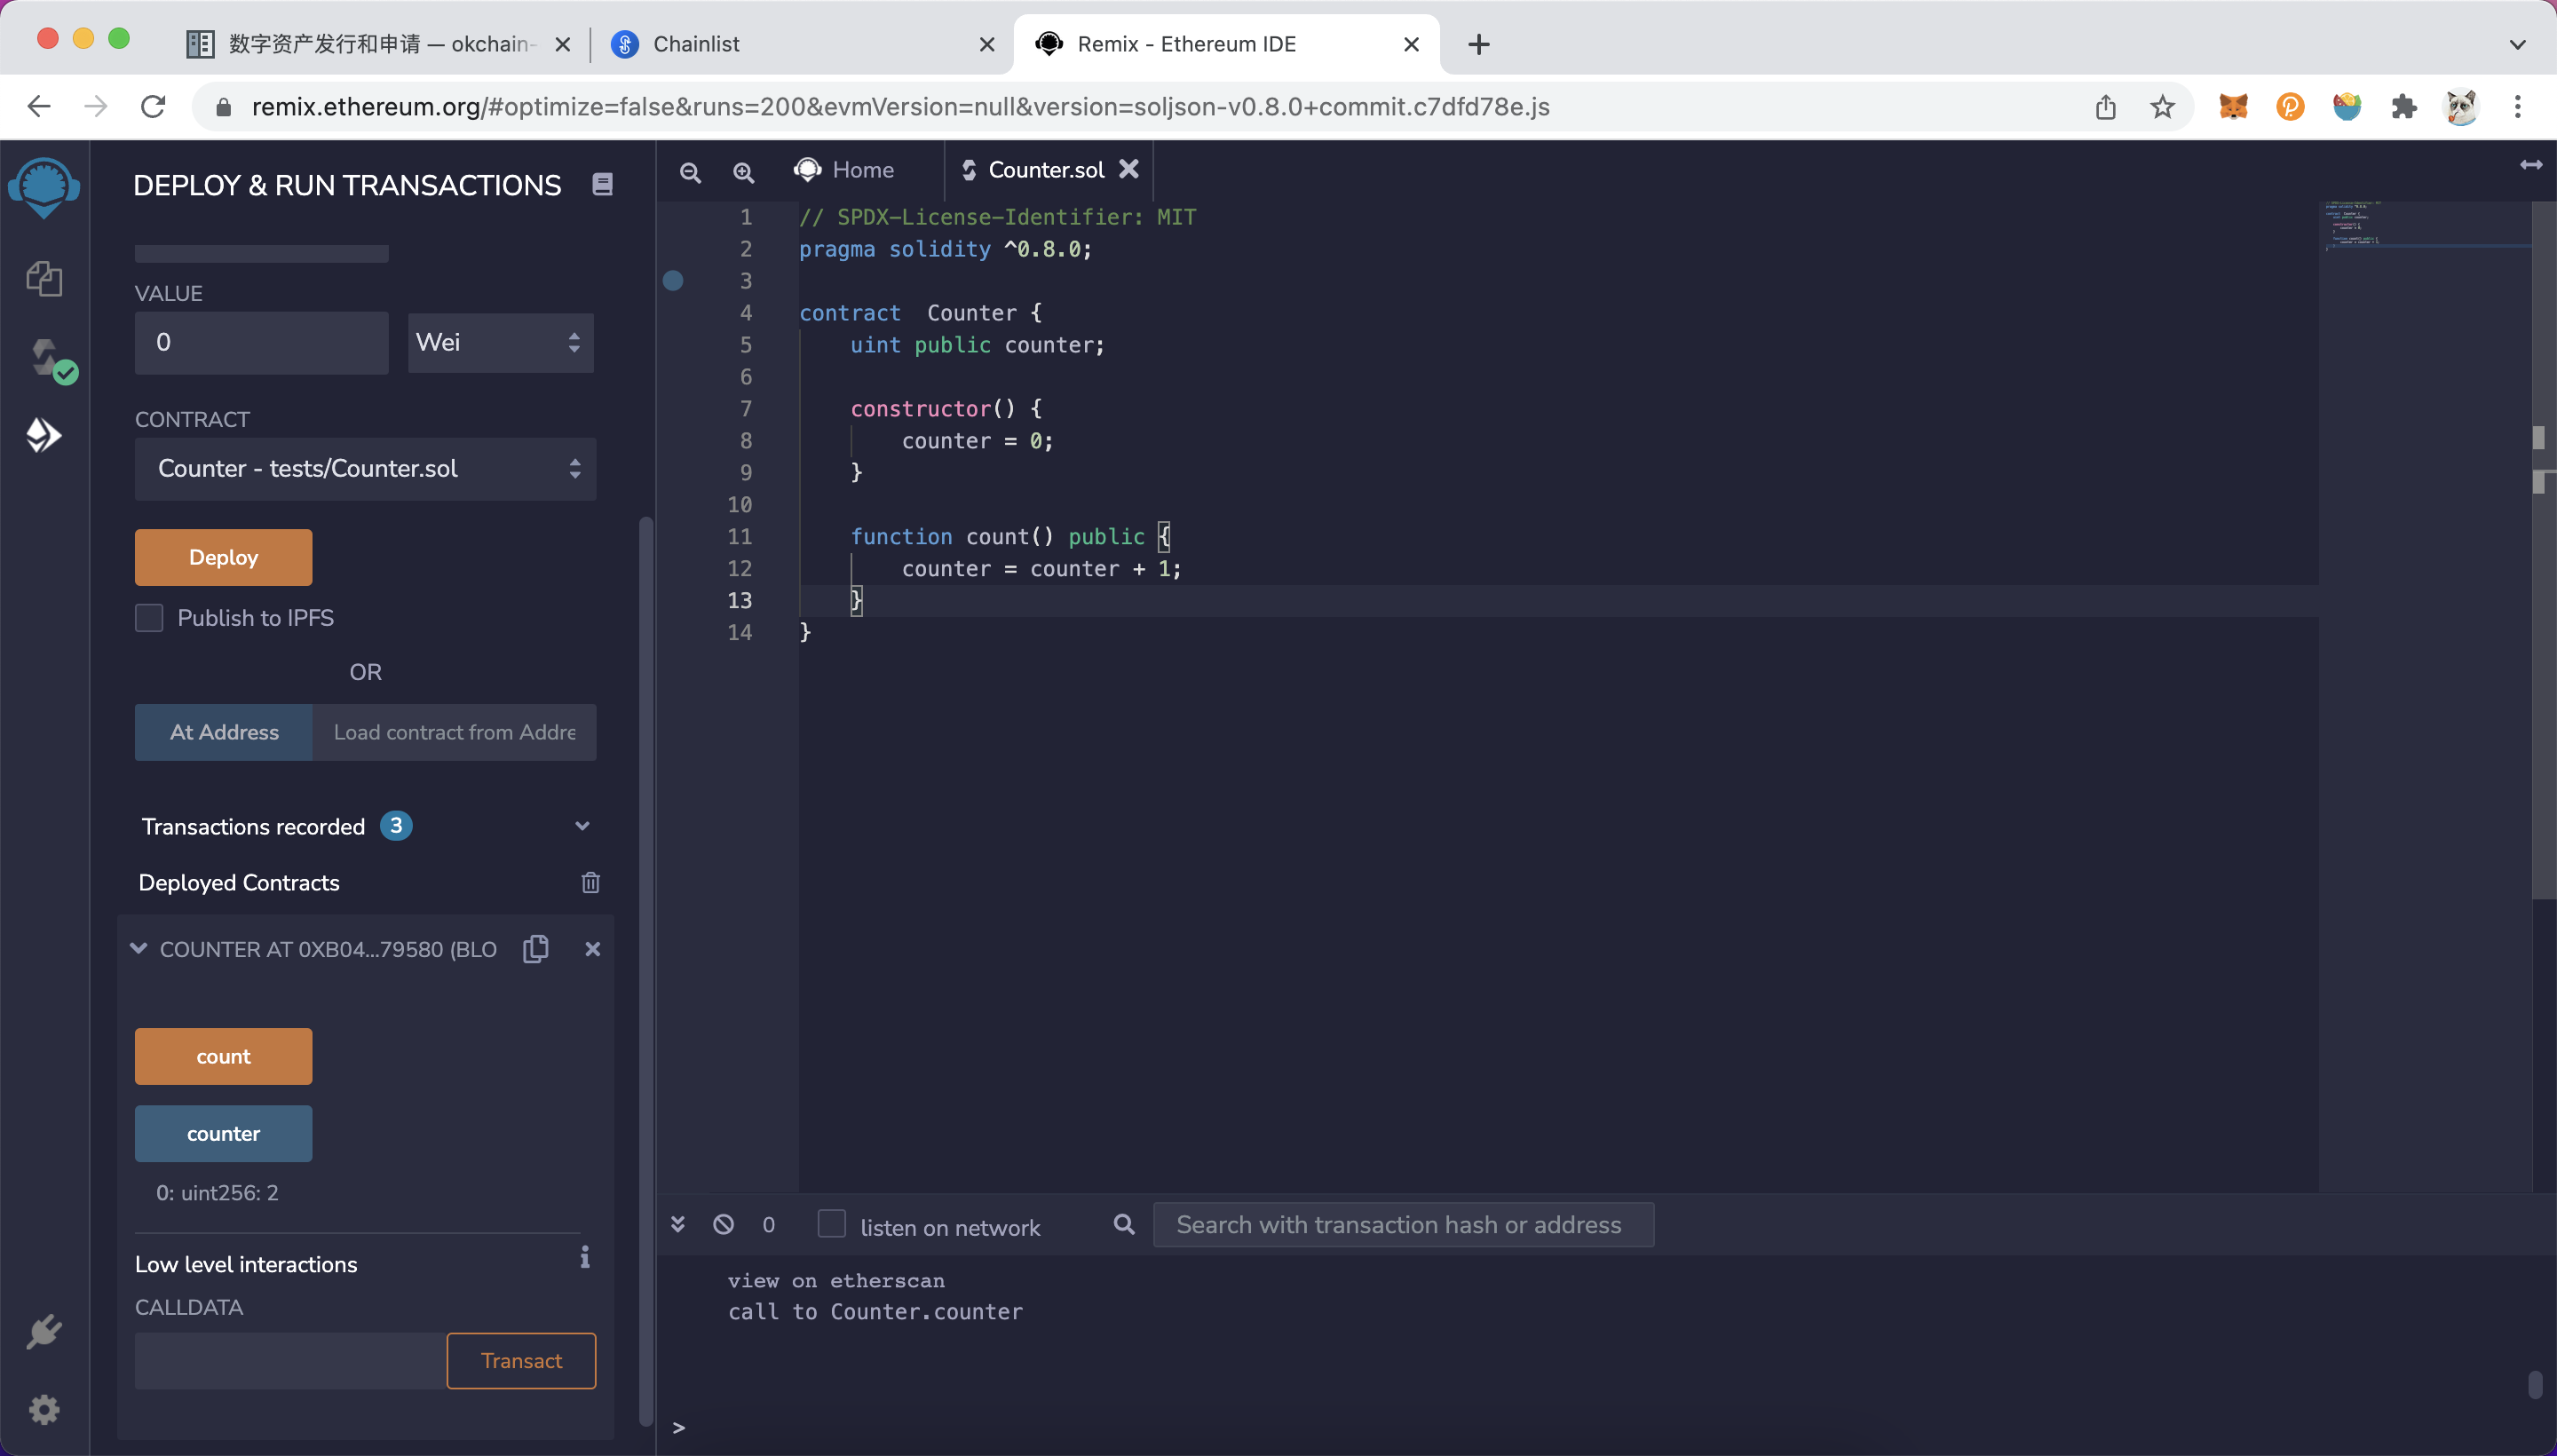 数字资产发行和申请 — okchain-
Chainlist
Remix - Ethereum IDE
remix.ethereum.org/#optimize=false&runs=200&evmVersion=null&version=soljson-v0.8.0+commit.c7dfd78e.js
DEPLOY & RUN TRANSACTIONS
VALUE
0
Wei
CONTRACT
Counter - tests/Counter.sol
Deploy
Publish to IPFS
OR
At Address
Load contract from Addre
Transactions recorded 3
Deployed Contracts
COUNTER AT 0XB04...79580 (BLO
count
counter
0: uint256: 2
Low level interactions
CALLDATA
Transact
Home
Counter.sol
1 // SPDX-License-Identifier: MIT
2 pragma solidity ^0.8.0;
3
4 contract  Counter {
5     uint public counter;
6
7     constructor() {
8         counter = 0;
9     }
10
11     function count() public {
12         counter = counter + 1;
13     }
14 }
0
listen on network
Search with transaction hash or address
view on etherscan
call to Counter.counter
>